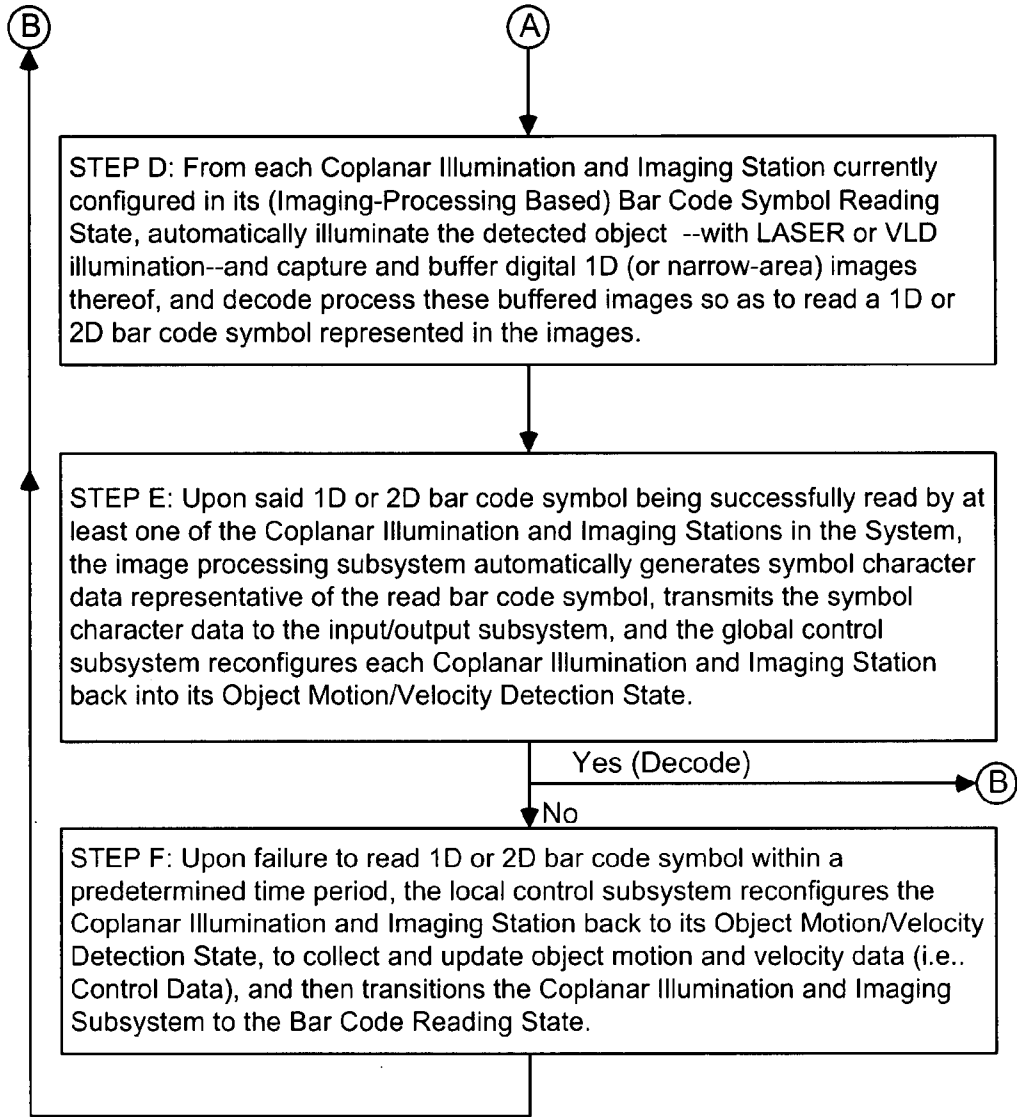 B
A
STEP D: From each Coplanar Illumination and Imaging Station currently
configured in its (Imaging-Processing Based) Bar Code Symbol Reading
State, automatically illuminate the detected object --with LASER or VLD
illumination--and capture and buffer digital 1D (or narrow-area) images
thereof, and decode process these buffered images so as to read a 1D or
2D bar code symbol represented in the images.
STEP E: Upon said 1D or 2D bar code symbol being successfully read by at
least one of the Coplanar Illumination and Imaging Stations in the System,
the image processing subsystem automatically generates symbol character
data representative of the read bar code symbol, transmits the symbol
character data to the input/output subsystem, and the global control
subsystem reconfigures each Coplanar Illumination and Imaging Station
back into its Object Motion/Velocity Detection State.
Yes (Decode)
B
No
STEP F: Upon failure to read 1D or 2D bar code symbol within a
predetermined time period, the local control subsystem reconfigures the
Coplanar Illumination and Imaging Station back to its Object Motion/Velocity
Detection State, to collect and update object motion and velocity data (i.e..
Control Data), and then transitions the Coplanar Illumination and Imaging
Subsystem to the Bar Code Reading State.